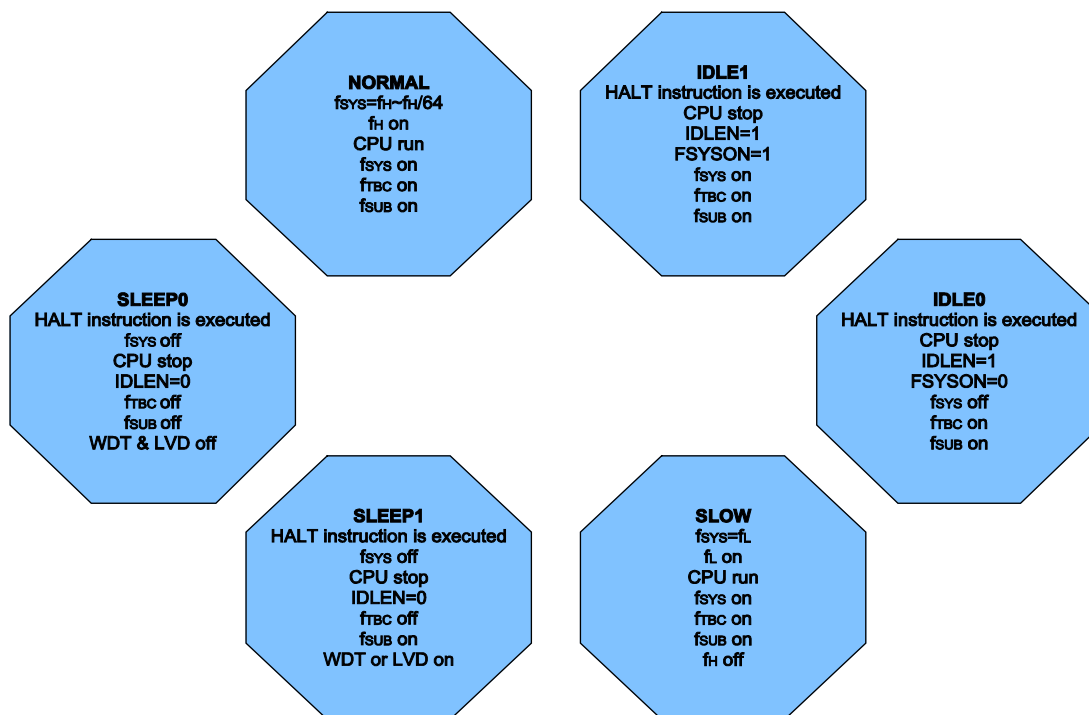 NORMAL
fSYS=fH~fH/64
fH on
CPU run
fSYS on
fTBC on
fSUB on
IDLE1
HALT instruction is executed
CPU stop
IDLEN=1
FSYSON=1
fSYS on
fTBC on
fSUB on
SLEEP0
HALT instruction is executed
fSYS off
CPU stop
IDLEN=0
fTBC off
fSUB off
WDT & LVD off
IDLE0
HALT instruction is executed
CPU stop
IDLEN=1
FSYSON=0
fSYS off
fTBC on
fSUB on
SLEEP1
HALT instruction is executed
fSYS off
CPU stop
IDLEN=0
fTBC off
fSUB on
WDT or LVD on
SLOW
fSYS=fL
fL on
CPU run
fSYS on
fTBC on
fSUB on
fH off